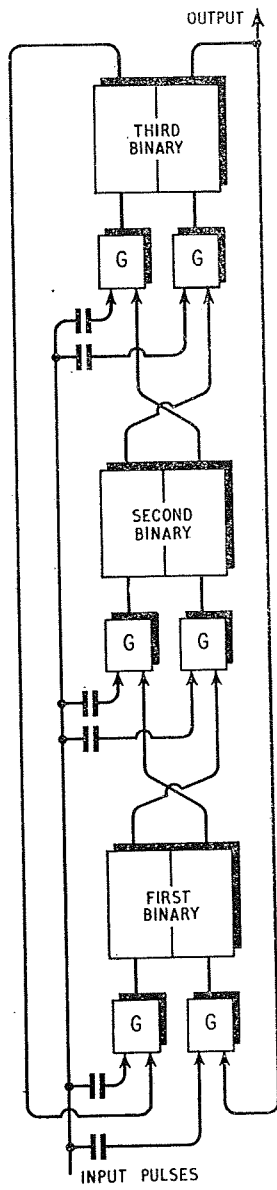 OUTPUT
THIRD
BINARY
G G
SECOND
BINARY
G G
FIRST
BINARY
G G
INPUT PULSES